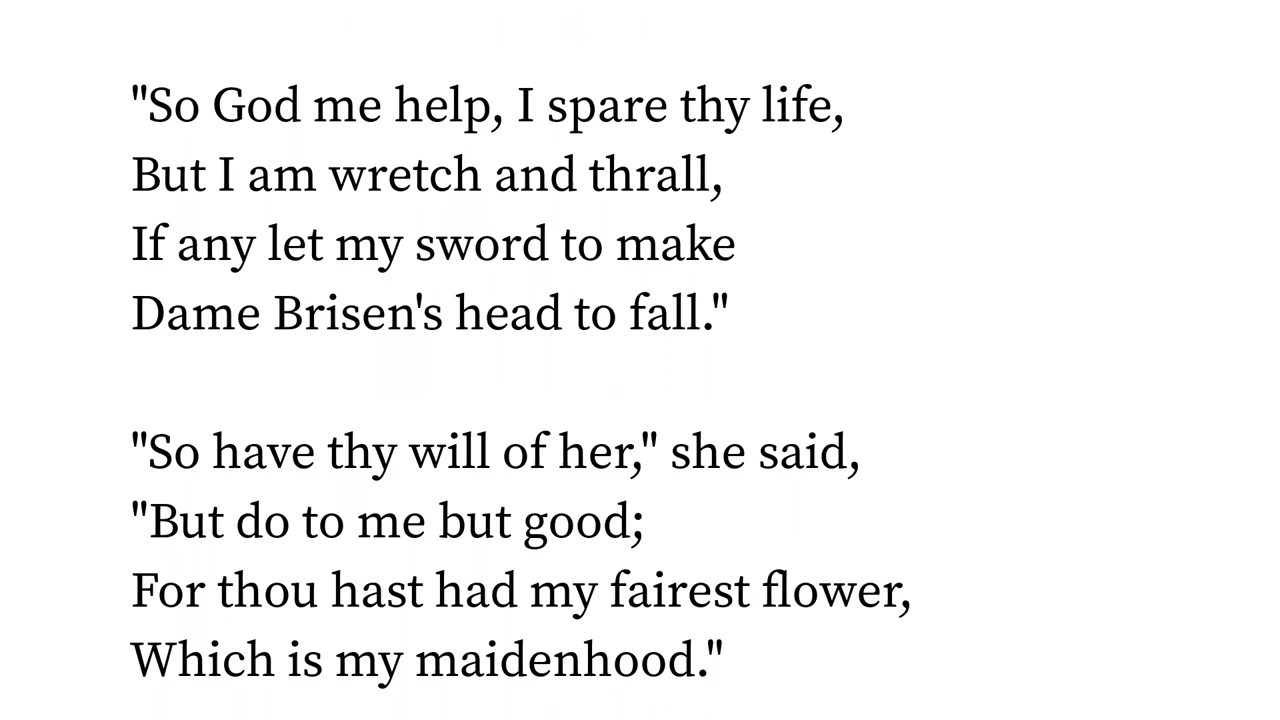 "So God me help, I spare thy life,
But I am wretch and thrall,
If any let my sword to make
Dame Brisen's head to fall."
"So have thy will of her," she said,
"But do to me but good;
For thou hast had my fairest flower,
Which is my maidenhood."